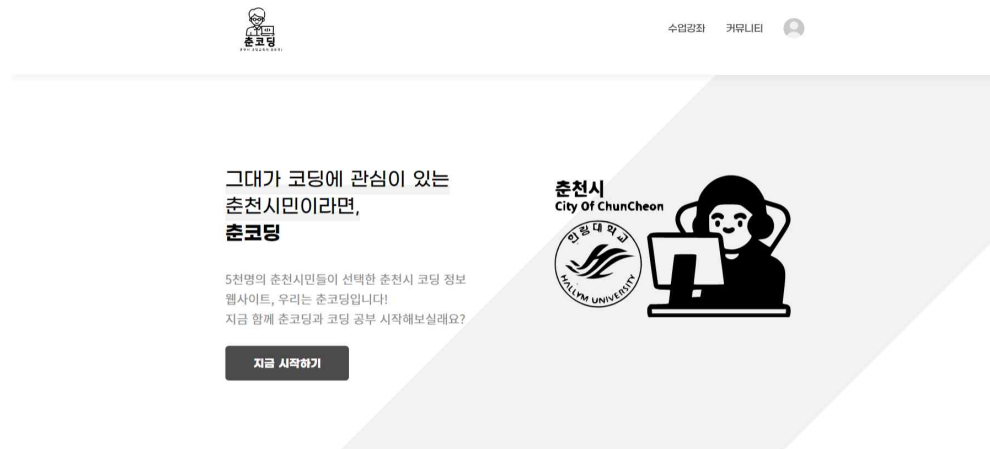 춘코딩
수업강좌 커뮤니티
그대가 코딩에 관심이 있는
춘천시민이라면,
춘코딩
5천명의 춘천시민들이 선택한 춘천시 코딩 정보
웹사이트, 우리는 춘코딩입니다!
지금 함께 춘코딩과 코딩 공부 시작해보실래요?
지금 시작하기
춘천시
City Of ChunCheon
한림대학교
HALLYM UNIVERSITY